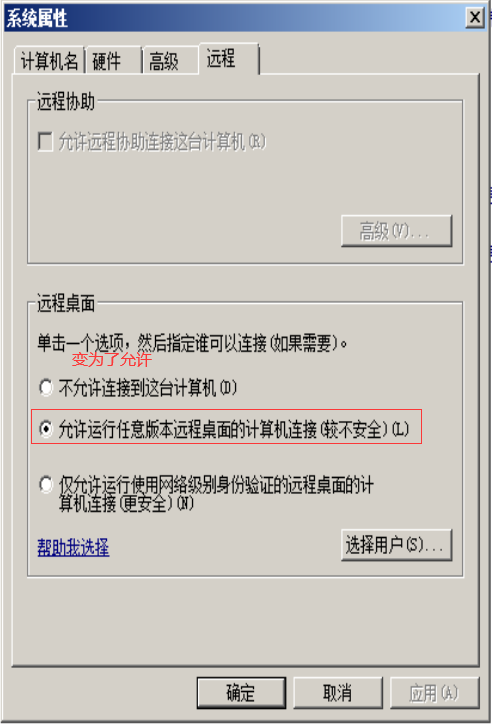 系统属性
计算机名 硬件 高级 远程
远程协助
允许远程协助连接这台计算机(R)
高级(V)...
远程桌面
单击一个选项，然后指定谁可以连接(如果需要)。
变为了允许
不允许连接到这台计算机(D)
允许运行任意版本远程桌面的计算机连接(较不安全)(L)
仅允许运行使用网络级别身份验证的远程桌面的计
算机连接(更安全)(N)
帮助我选择
选择用户(S)...
确定 取消 应用(A)